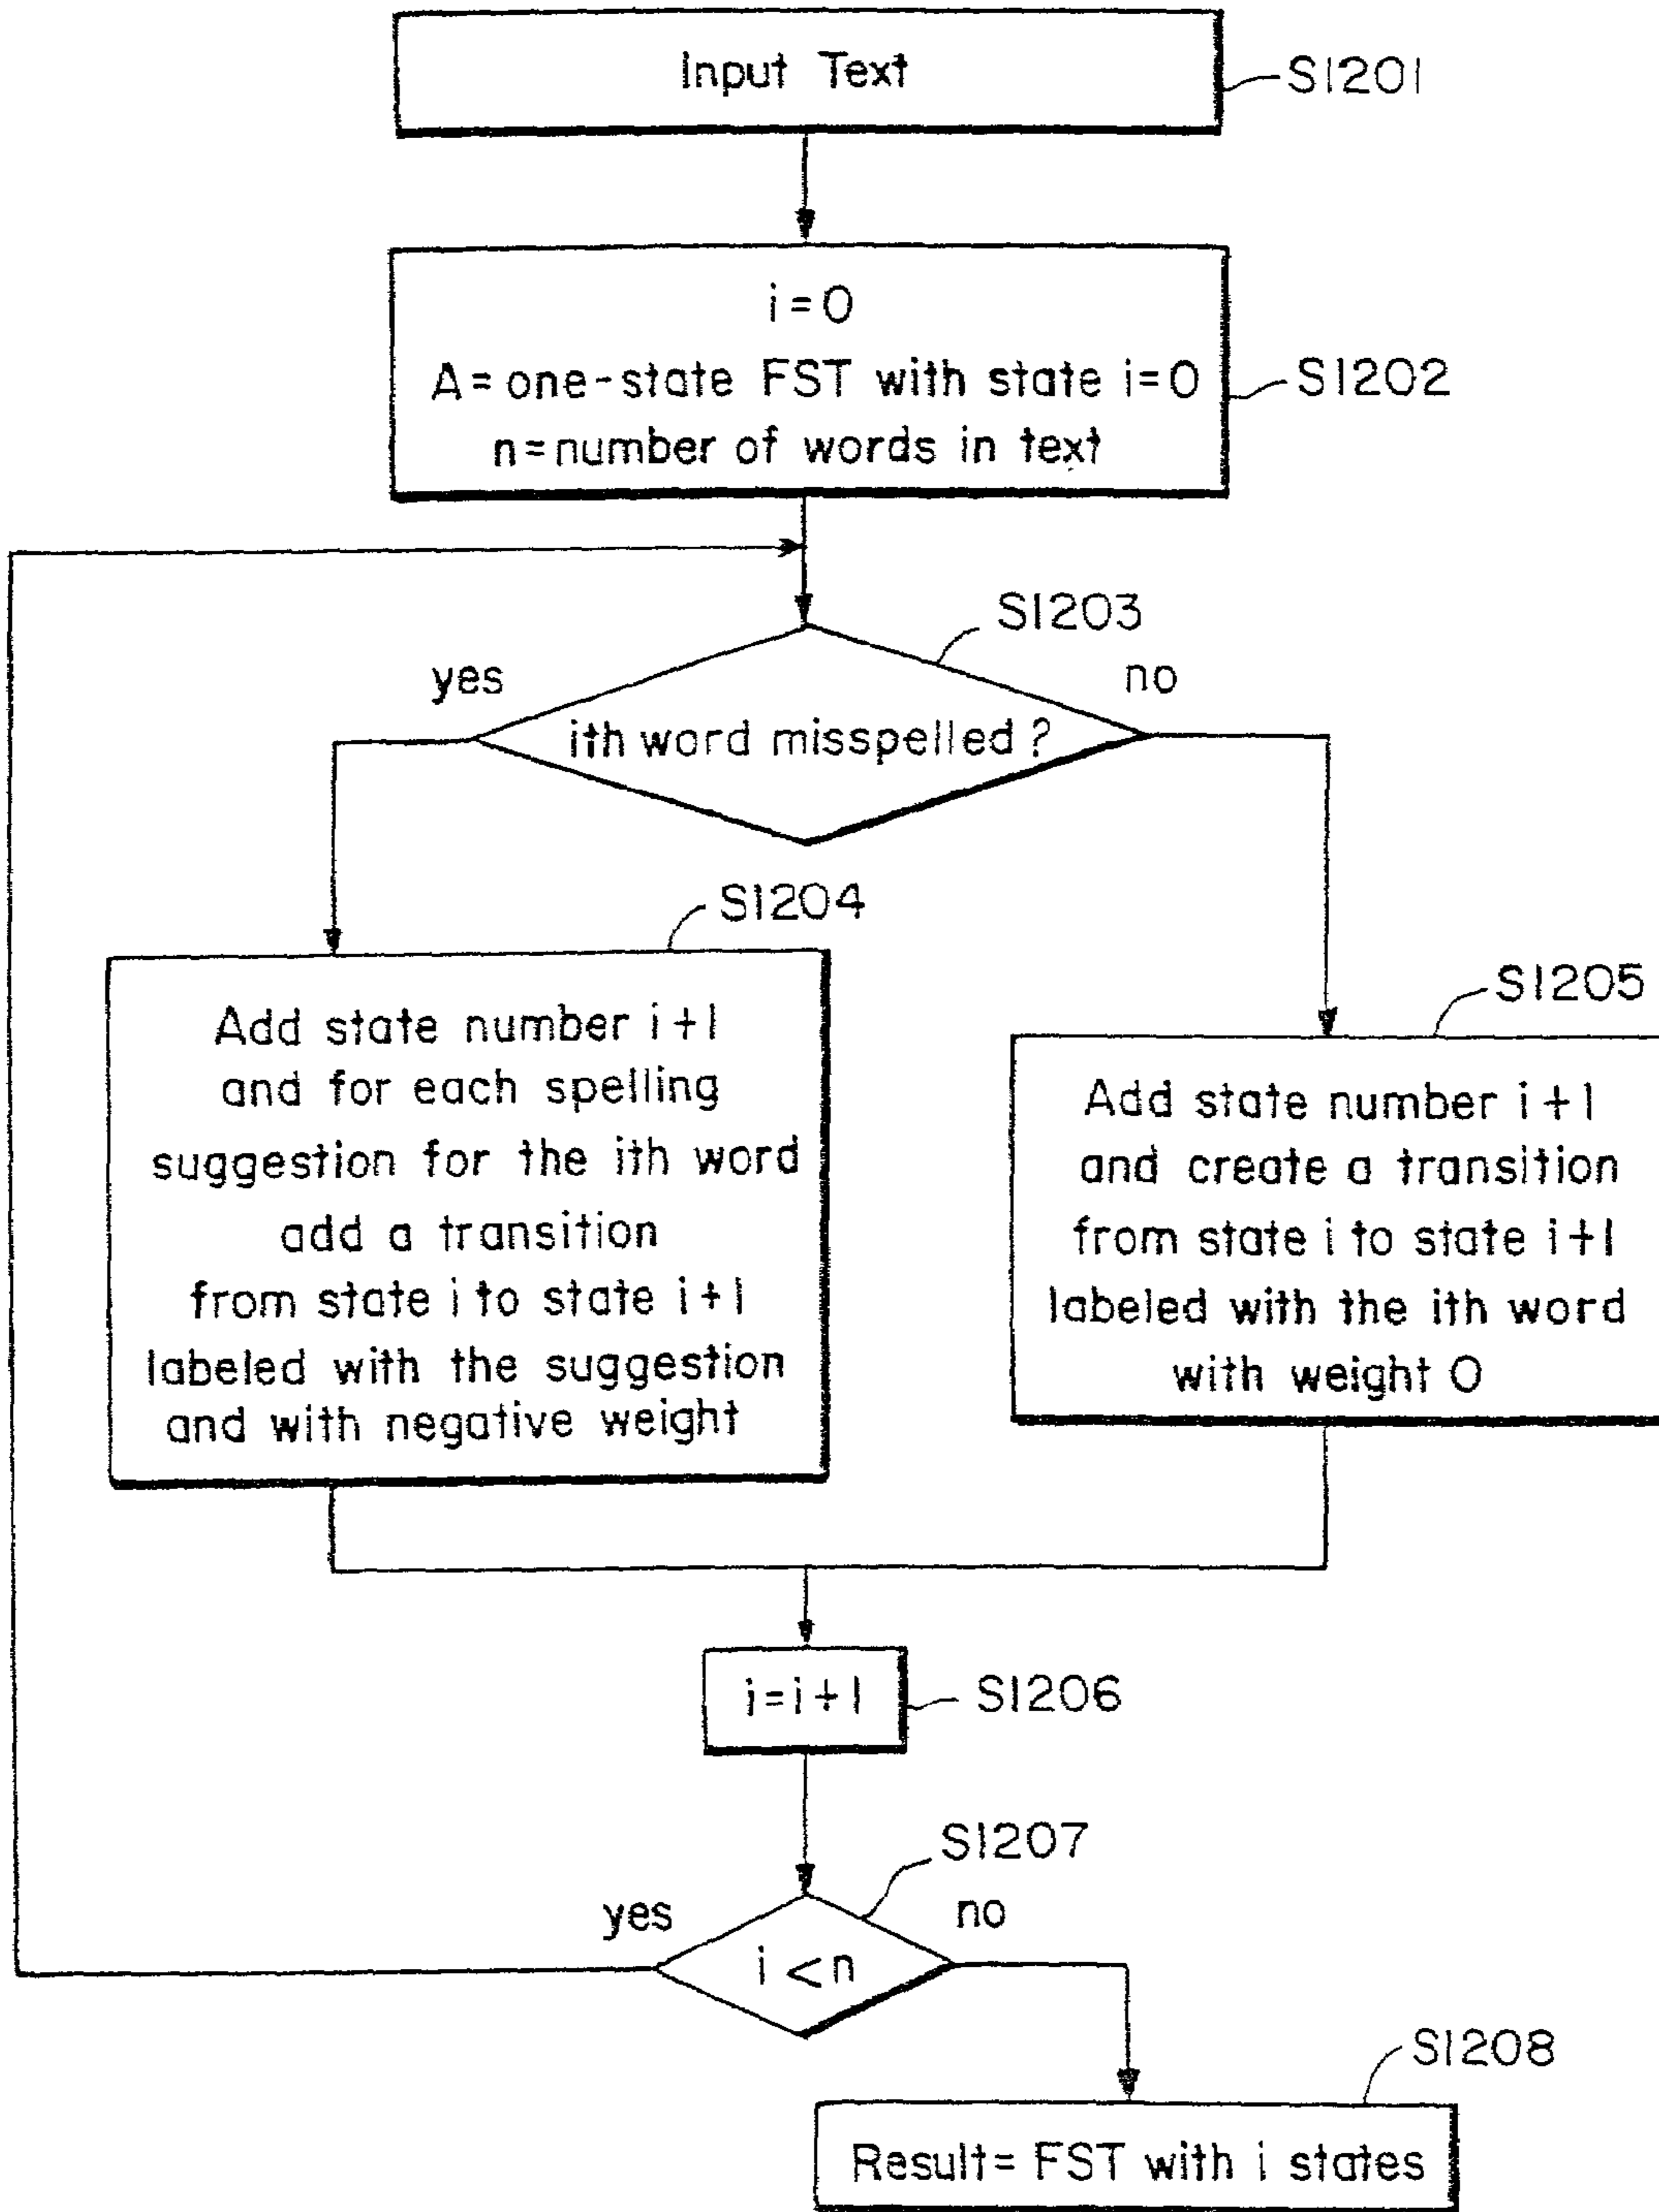 Input Text
S1201
i=0
A=one-state FST with state i=0
n=number of words in text
S1202
S1203
yes
no
ith word misspelled?
S1204
Add state number i+1
and for each spelling
suggestion for the ith word
add a transition
from state i to state i+1
labeled with the suggestion
and with negative weight
S1205
Add state number i+1
and create a transition
from state i to state i+1
labeled with the ith word
with weight 0
i=i+1
S1206
S1207
yes
no
i<n
S1208
Result=FST with i states